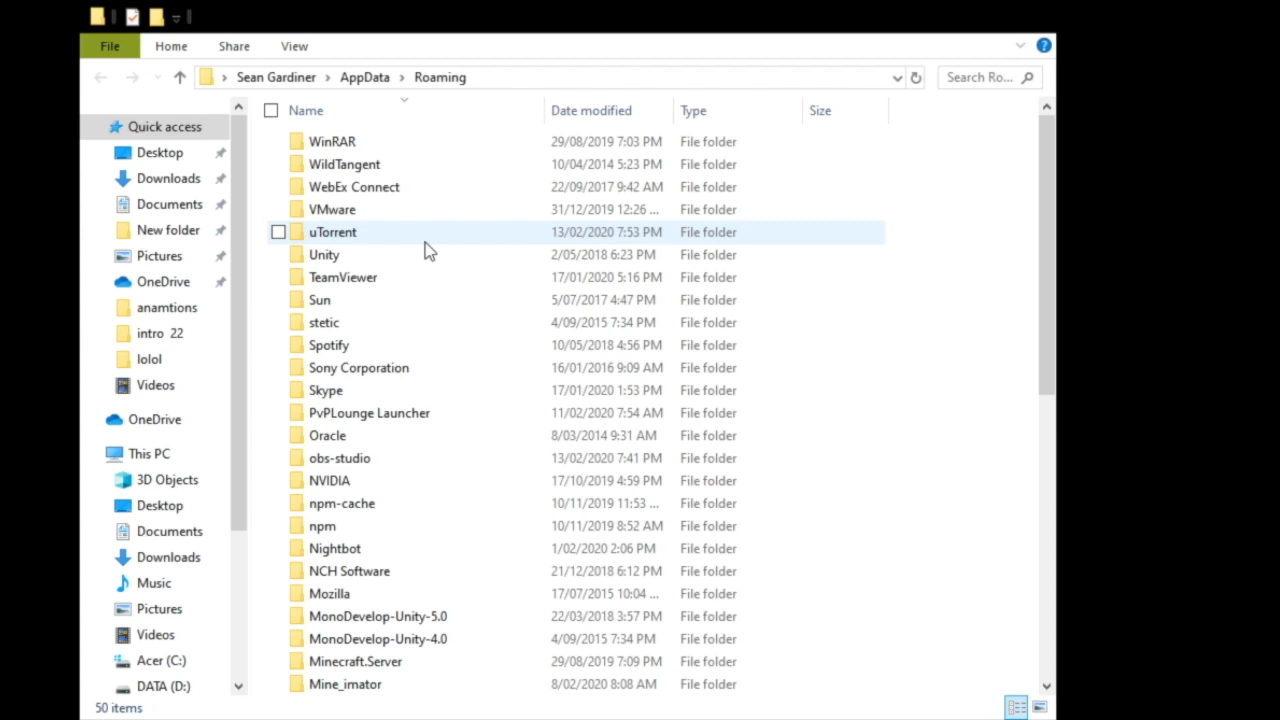 File Home Share View
Sean Gardiner > AppData > Roaming
Search Ro...
Name Date modified Type Size
Quick access
Desktop
Downloads
Documents
New folder
Pictures
OneDrive
anamtions
intro 22
lolol
Videos
OneDrive
This PC
3D Objects
Desktop
Documents
Downloads
Music
Pictures
Videos
Acer (C:)
DATA (D:)
WinRAR 29/08/2019 7:03 PM File folder
WildTangent 10/04/2014 5:23 PM File folder
WebEx Connect 22/09/2017 9:42 AM File folder
VMware 31/12/2019 12:26 ... File folder
uTorrent 13/02/2020 7:53 PM File folder
Unity 2/05/2018 6:23 PM File folder
TeamViewer 17/01/2020 5:16 PM File folder
Sun 5/07/2017 4:47 PM File folder
stetic 4/09/2015 7:34 PM File folder
Spotify 10/05/2018 4:56 PM File folder
Sony Corporation 16/01/2016 9:09 AM File folder
Skype 17/01/2020 1:53 PM File folder
PvPLounge Launcher 11/02/2020 7:54 AM File folder
Oracle 8/03/2014 9:31 AM File folder
obs-studio 13/02/2020 7:41 PM File folder
NVIDIA 17/10/2019 4:59 PM File folder
npm-cache 10/11/2019 11:53 ... File folder
npm 10/11/2019 8:52 AM File folder
Nightbot 1/02/2020 2:06 PM File folder
NCH Software 21/12/2018 6:12 PM File folder
Mozilla 17/07/2015 10:04 ... File folder
MonoDevelop-Unity-5.0 22/03/2018 3:57 PM File folder
MonoDevelop-Unity-4.0 4/09/2015 7:34 PM File folder
Minecraft.Server 29/08/2019 7:09 PM File folder
Mine_imator 8/02/2020 8:08 AM File folder
50 items